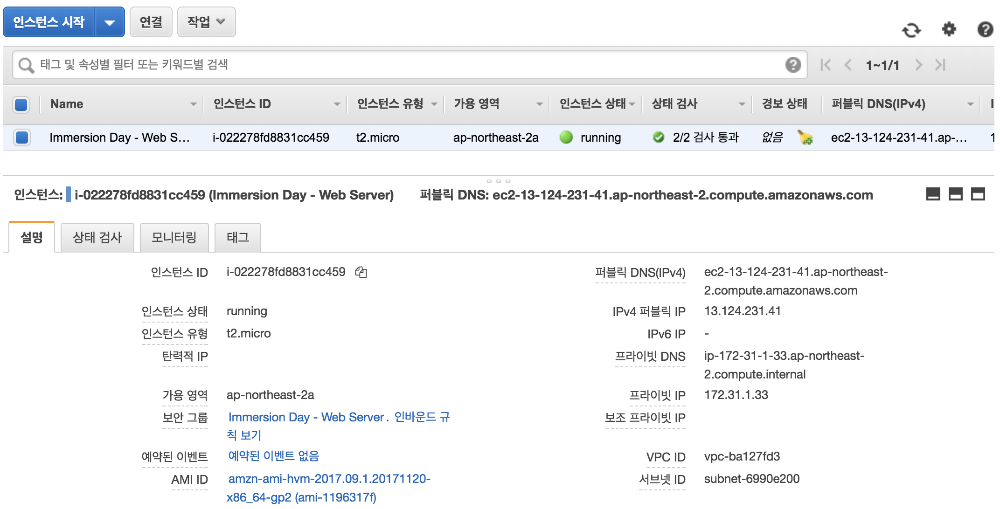 인스턴스 시작 연결 작업
태그 및 속성별 필터 또는 키워드별 검색 1~1/1
Name 인스턴스 ID 인스턴스 유형 가용 영역 인스턴스 상태 상태 검사 경보 상태 퍼블릭 DNS(IPv4)
Immersion Day - Web S... i-022278fd8831cc459 t2.micro ap-northeast-2a running 2/2 검사 통과 없음 ec2-13-124-231-41.ap-...
인스턴스: i-022278fd8831cc459 (Immersion Day - Web Server) 퍼블릭 DNS: ec2-13-124-231-41.ap-northeast-2.compute.amazonaws.com
설명 상태 검사 모니터링 태그
인스턴스 ID i-022278fd8831cc459
인스턴스 상태 running
인스턴스 유형 t2.micro
탄력적 IP
가용 영역 ap-northeast-2a
보안 그룹 Immersion Day - Web Server. 인바운드 규
칙 보기
예약된 이벤트 예약된 이벤트 없음
AMI ID amzn-ami-hvm-2017.09.1.20171120-
x86_64-gp2 (ami-1196317f)
퍼블릭 DNS(IPv4) ec2-13-124-231-41.ap-northeast-
2.compute.amazonaws.com
IPv4 퍼블릭 IP 13.124.231.41
IPv6 IP -
프라이빗 DNS ip-172-31-1-33.ap-northeast-
2.compute.internal
프라이빗 IP 172.31.1.33
보조 프라이빗 IP
VPC ID vpc-ba127fd3
서브넷 ID subnet-6990e200